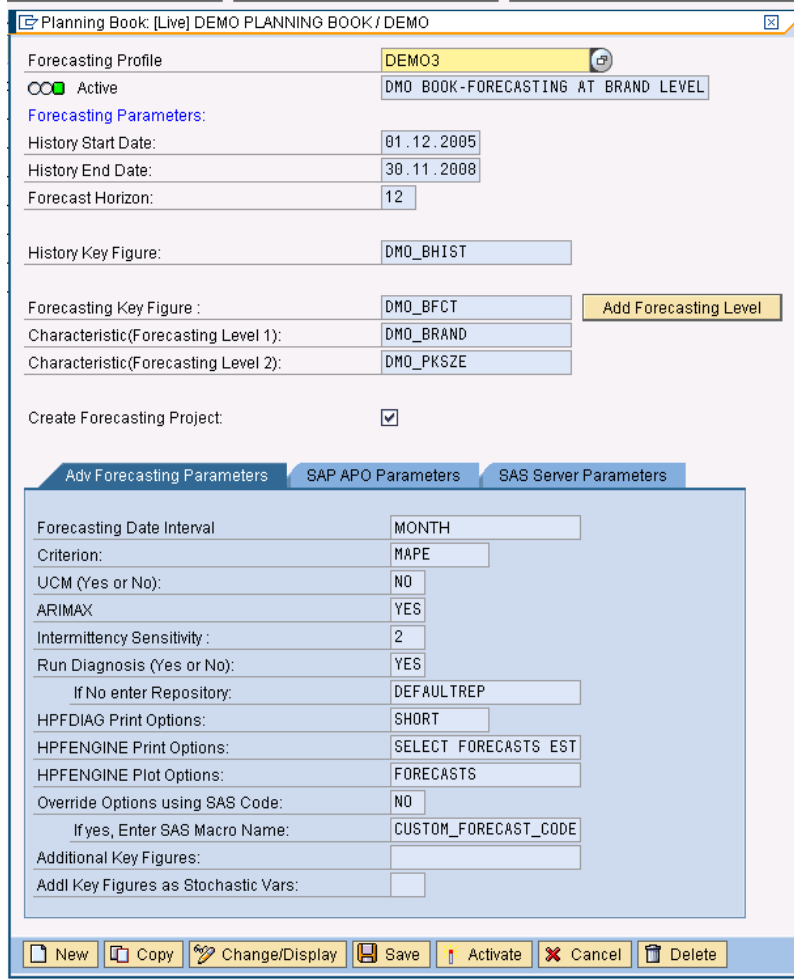 Planning Book: [Live] DEMO PLANNING BOOK / DEMO
Forecasting Profile DEMO3
Active DMO BOOK-FORECASTING AT BRAND LEVEL
Forecasting Parameters:
History Start Date: 01.12.2005
History End Date: 30.11.2008
Forecast Horizon: 12
History Key Figure: DMO_BHIST
Forecasting Key Figure : DMO_BFCT Add Forecasting Level
Characteristic(Forecasting Level 1): DMO_BRAND
Characteristic(Forecasting Level 2): DMO_PKSZE
Create Forecasting Project:
Adv Forecasting Parameters SAP APO Parameters SAS Server Parameters
Forecasting Date Interval MONTH
Criterion: MAPE
UCM (Yes or No): NO
ARIMAX YES
Intermittency Sensitivity : 2
Run Diagnosis (Yes or No): YES
If No enter Repository: DEFAULTREP
HPFDIAG Print Options: SHORT
HPFENGINE Print Options: SELECT FORECASTS EST
HPFENGINE Plot Options: FORECASTS
Override Options using SAS Code: NO
If yes, Enter SAS Macro Name: CUSTOM_FORECAST_CODE
Additional Key Figures:
Addl Key Figures as Stochastic Vars:
New Copy Change/Display Save Activate Cancel Delete